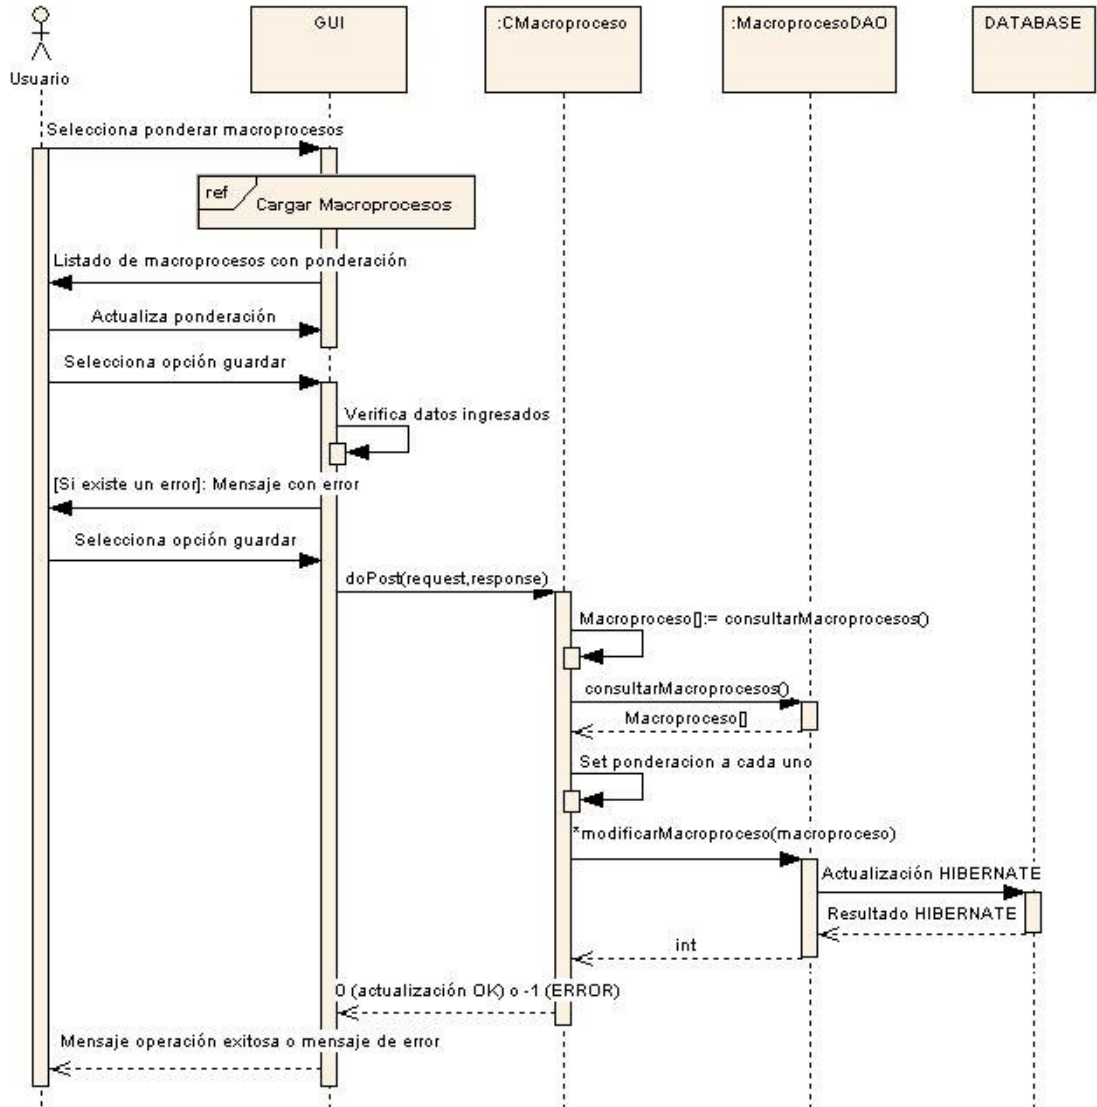 GUI
:CMacroproceso
:MacroprocesoDAO
DATABASE
Usuario
Selecciona ponderar macroprocesos
ref
Cargar Macroprocesos
Listado de macroprocesos con ponderación
Actualiza ponderación
Selecciona opción guardar
Verifica datos ingresados
[Si existe un error]: Mensaje con error
Selecciona opción guardar
doPost(request,response)
Macroproceso[]:= consultarMacroprocesos()
consultarMacroprocesos()
Macroproceso[]
Set ponderacion a cada uno
*modificarMacroproceso(macroproceso)
Actualización HIBERNATE
Resultado HIBERNATE
int
0 (actualización OK) o -1 (ERROR)
Mensaje operación exitosa o mensaje de error